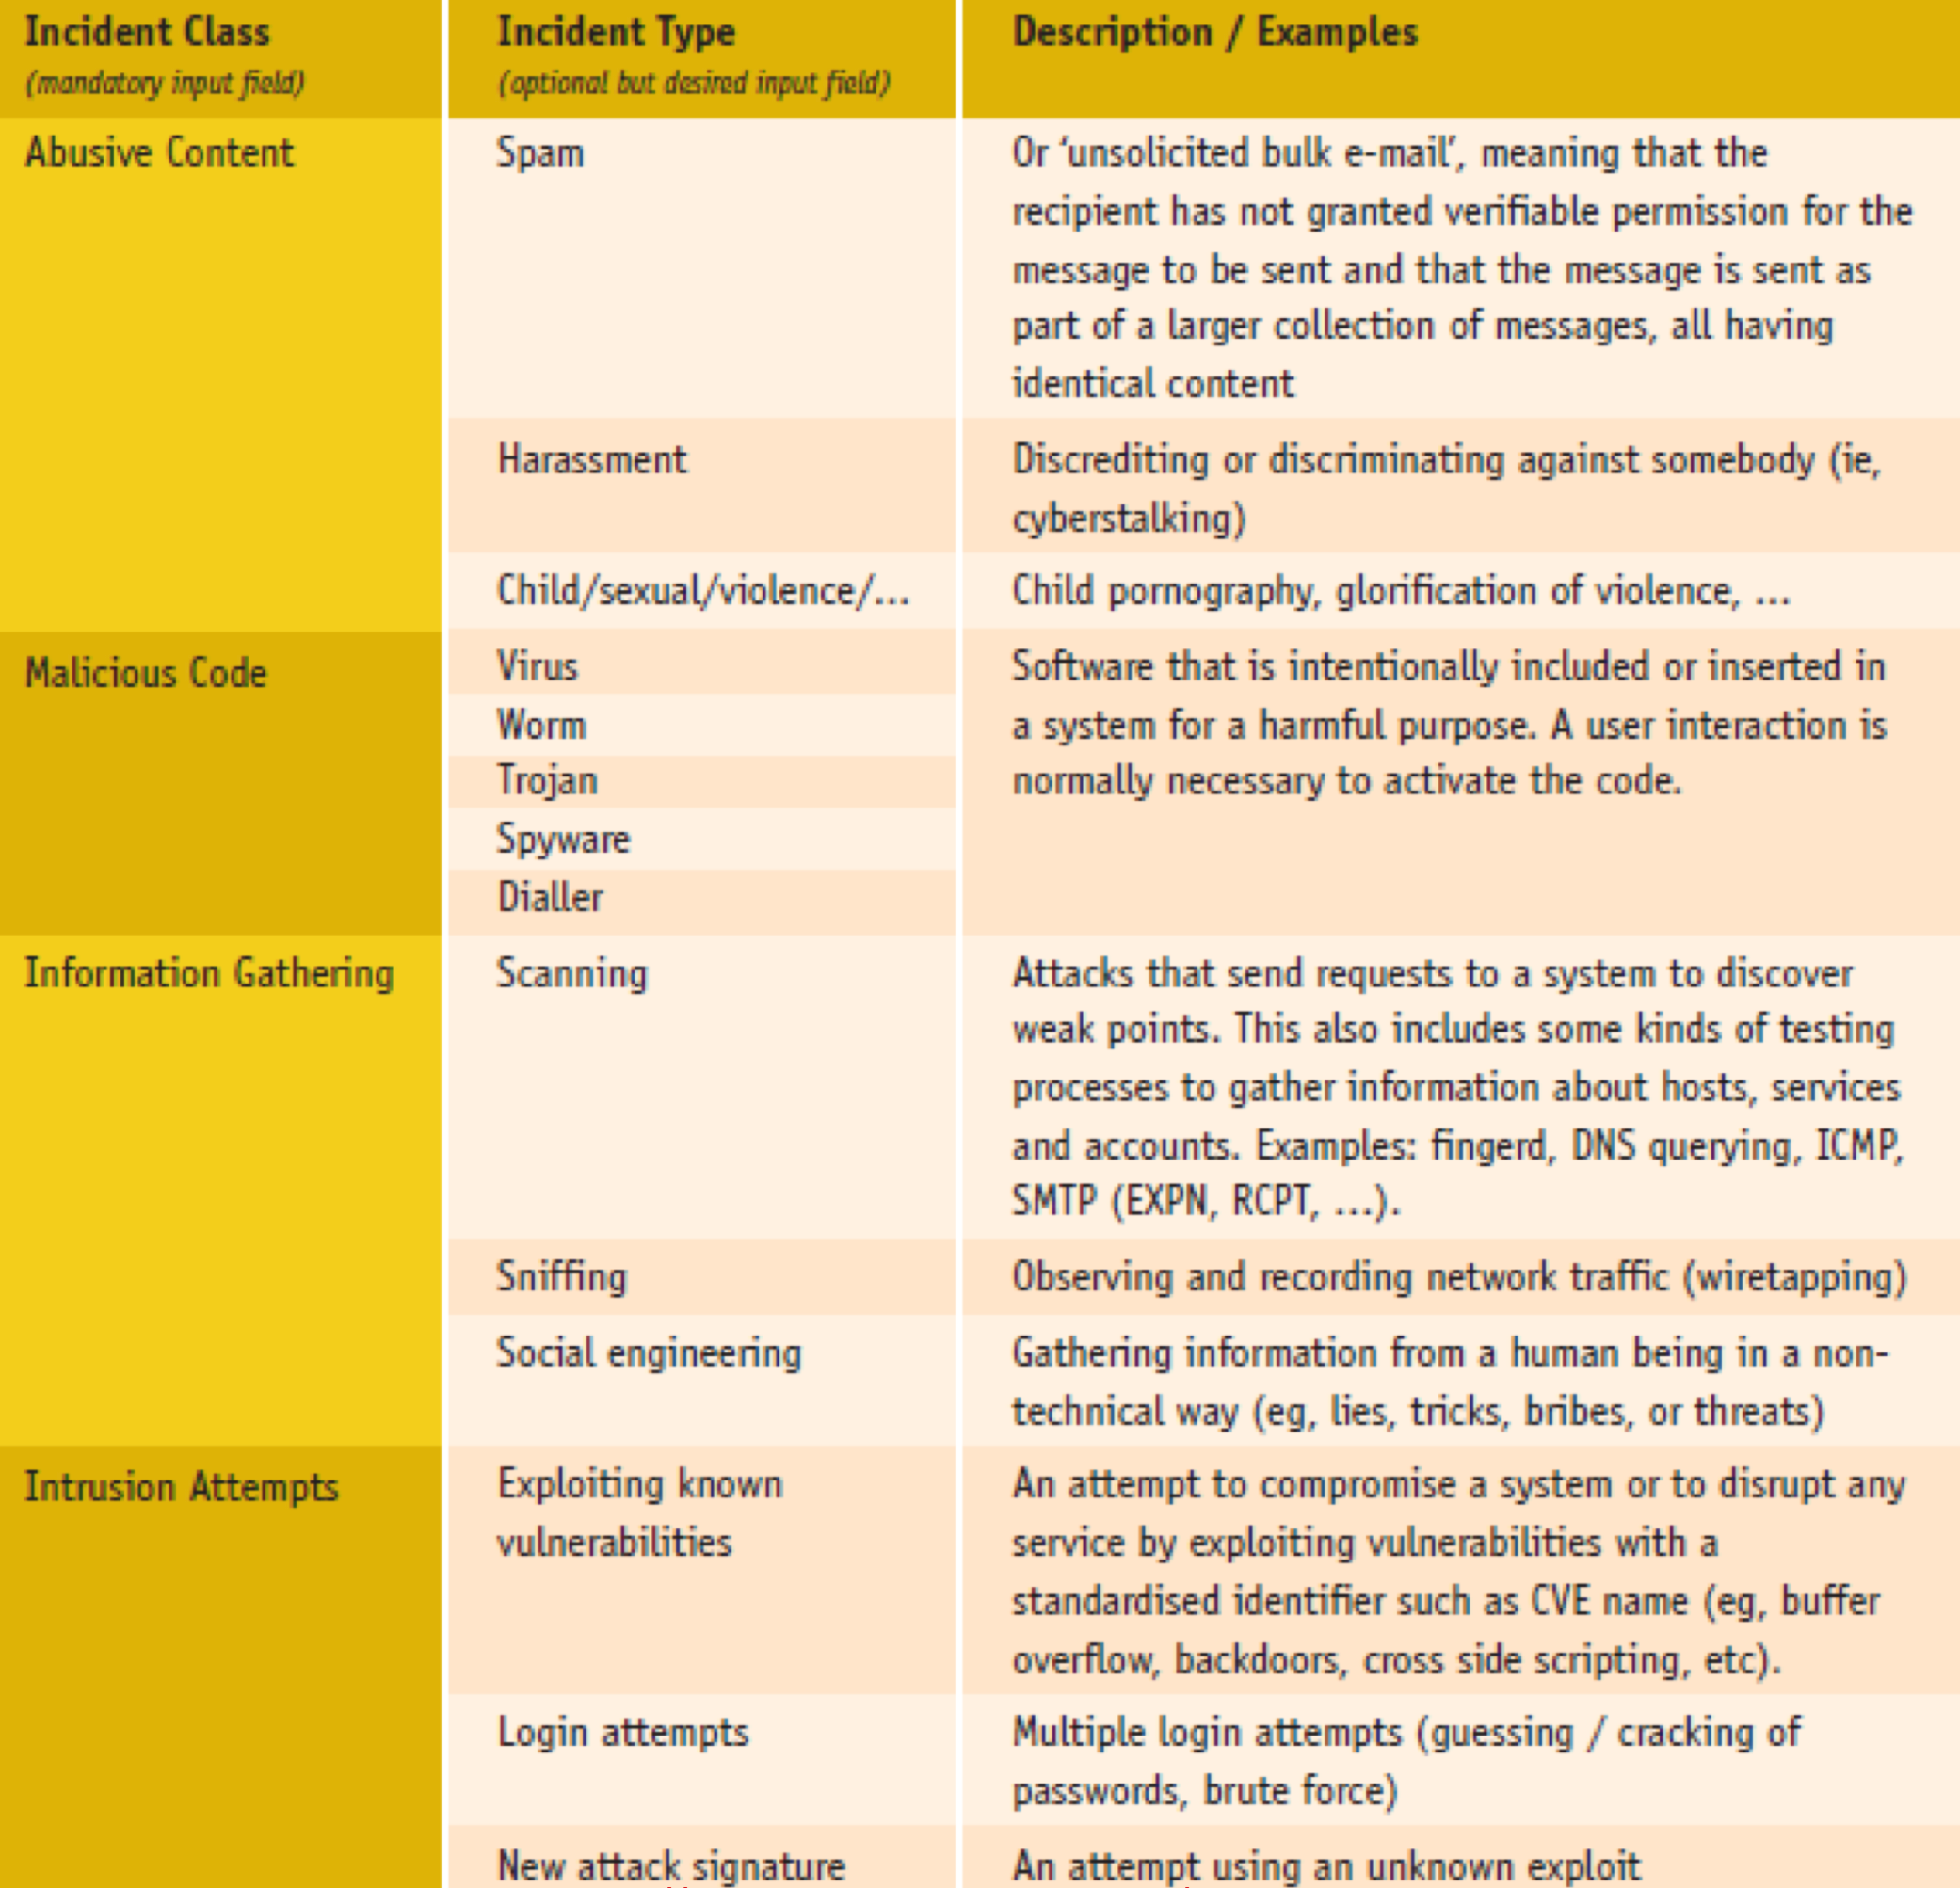 Incident Class
(mandatory input field)
Incident Type
(optional but desired input field)
Description / Examples
Abusive Content
Spam
Or ‘unsolicited bulk e-mail’, meaning that the
recipient has not granted verifiable permission for the
message to be sent and that the message is sent as
part of a larger collection of messages, all having
identical content
Harassment
Discrediting or discriminating against somebody (ie,
cyberstalking)
Child/sexual/violence/...
Child pornography, glorification of violence, ...
Malicious Code
Virus
Worm
Trojan
Spyware
Dialler
Software that is intentionally included or inserted in
a system for a harmful purpose. A user interaction is
normally necessary to activate the code.
Information Gathering
Scanning
Attacks that send requests to a system to discover
weak points. This also includes some kinds of testing
processes to gather information about hosts, services
and accounts. Examples: fingerd, DNS querying, ICMP,
SMTP (EXPN, RCPT, ...).
Sniffing
Observing and recording network traffic (wiretapping)
Social engineering
Gathering information from a human being in a non-
technical way (eg, lies, tricks, bribes, or threats)
Intrusion Attempts
Exploiting known
vulnerabilities
An attempt to compromise a system or to disrupt any
service by exploiting vulnerabilities with a
standardised identifier such as CVE name (eg, buffer
overflow, backdoors, cross side scripting, etc).
Login attempts
Multiple login attempts (guessing / cracking of
passwords, brute force)
New attack signature
An attempt using an unknown exploit